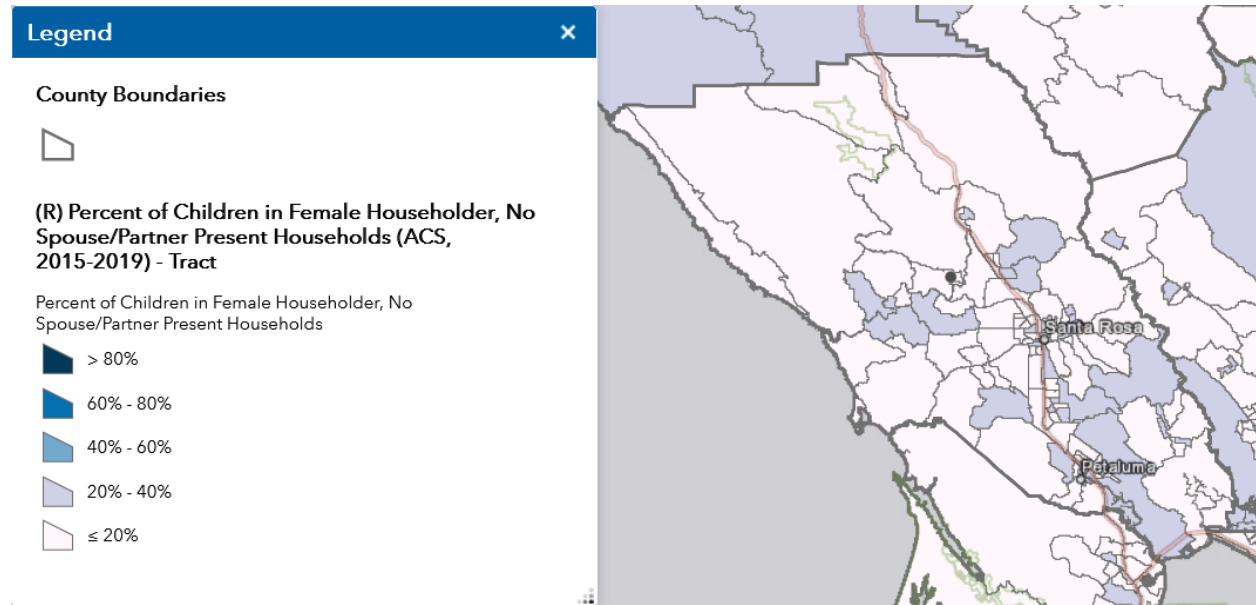 Legend
County Boundaries
(R) Percent of Children in Female Householder, No
Spouse/Partner Present Households (ACS,
2015-2019) - Tract
Percent of Children in Female Householder, No
Spouse/Partner Present Households
> 80%
60% - 80%
40% - 60%
20% - 40%
≤ 20%
Santa Rosa
Petaluma